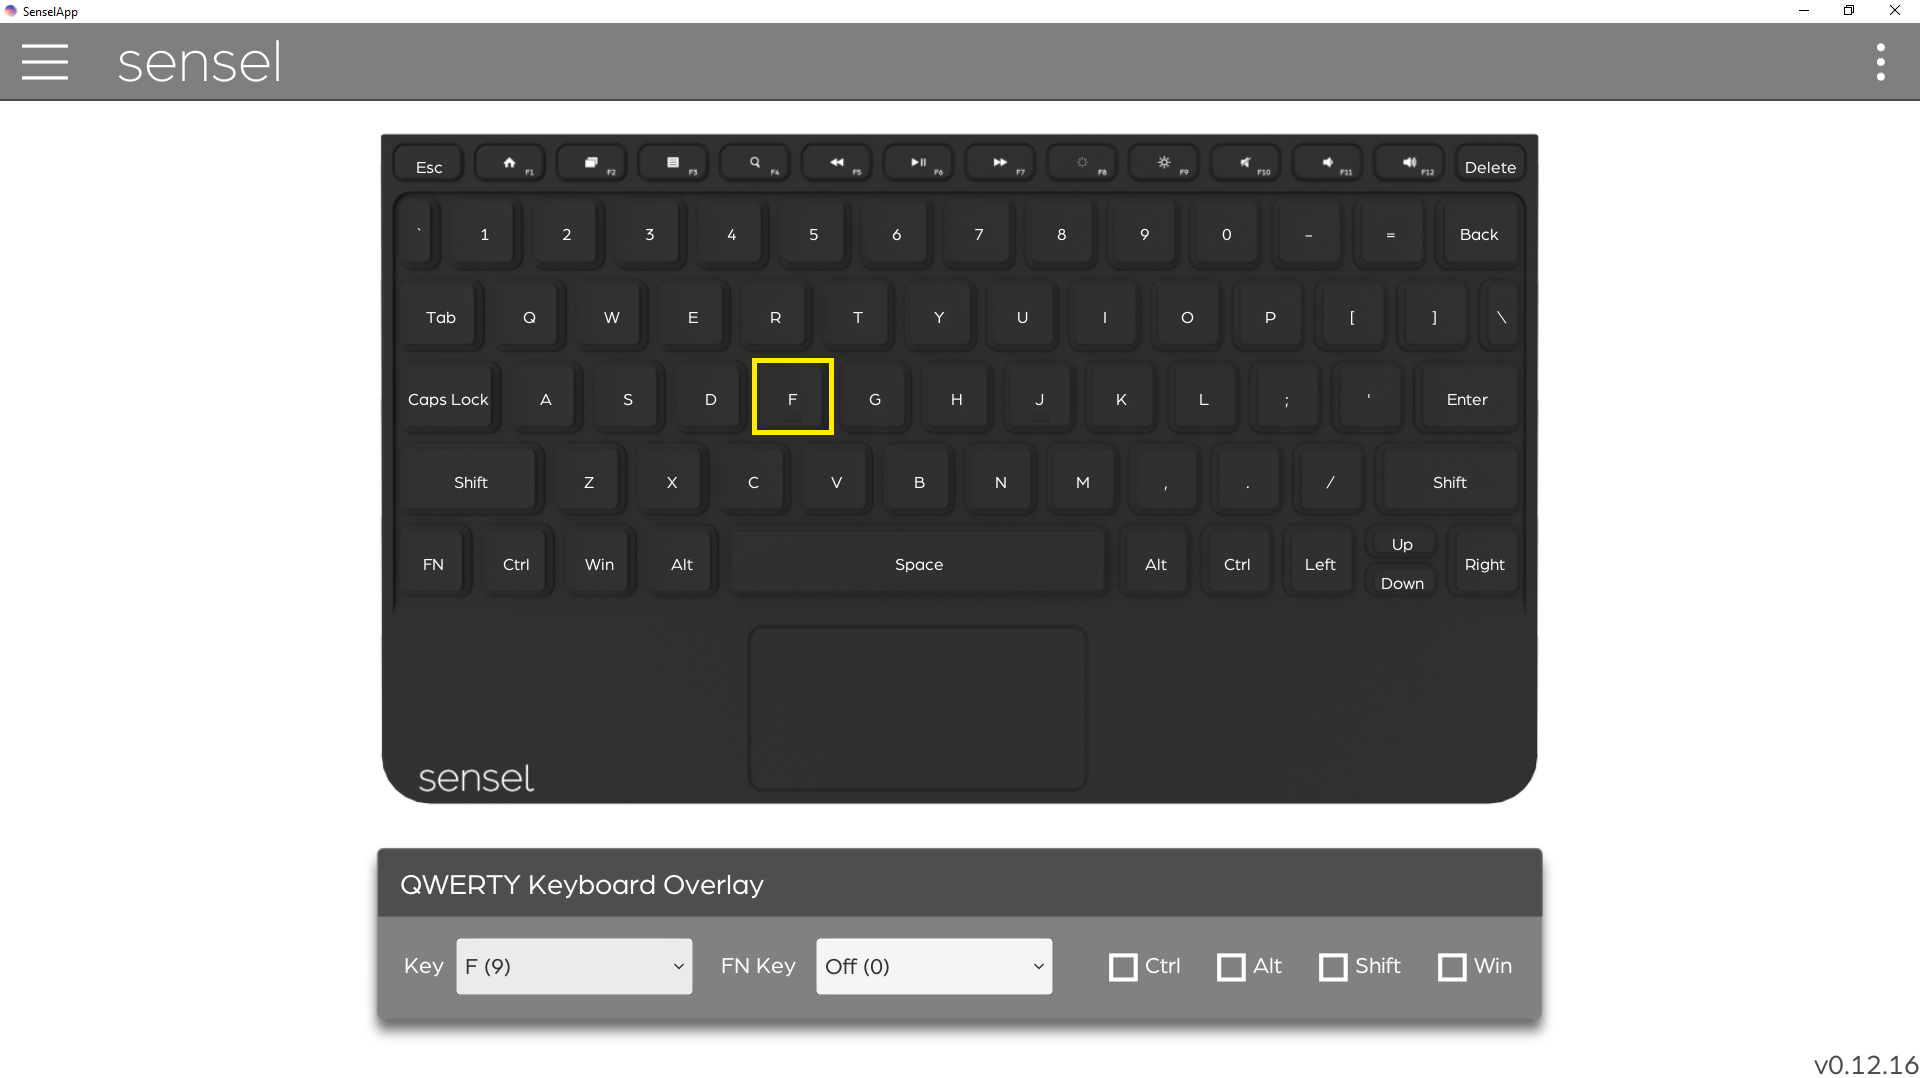 SenselApp
sensel
Esc F1 F2 F3 F4 F5 F6 F7 F8 F9 F10 F11 F12 Delete
` 1 2 3 4 5 6 7 8 9 0 - = Back
Tab Q W E R T Y U I O P [ ] \
Caps Lock A S D F G H J K L ; ' Enter
Shift Z X C V B N M , . / Shift
FN Ctrl Win Alt Space Alt Ctrl Left Up Down Right
sensel
QWERTY Keyboard Overlay
Key F (9) FN Key Off (0) Ctrl Alt Shift Win
v0.12.16